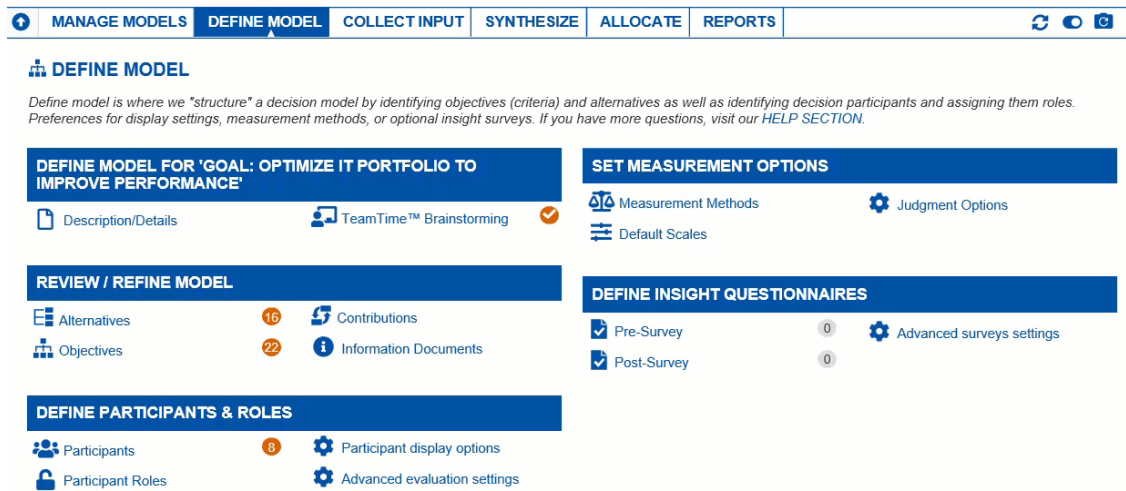 MANAGE MODELS DEFINE MODEL COLLECT INPUT SYNTHESIZE ALLOCATE REPORTS
DEFINE MODEL
Define model is where we "structure" a decision model by identifying objectives (criteria) and alternatives as well as identifying decision participants and assigning them roles.
Preferences for display settings, measurement methods, or optional insight surveys. If you have more questions, visit our HELP SECTION.
DEFINE MODEL FOR 'GOAL: OPTIMIZE IT PORTFOLIO TO
IMPROVE PERFORMANCE'
Description/Details TeamTime™ Brainstorming
REVIEW / REFINE MODEL
Alternatives 16 Contributions
Objectives 22 Information Documents
DEFINE PARTICIPANTS & ROLES
Participants 8 Participant display options
Participant Roles Advanced evaluation settings
SET MEASUREMENT OPTIONS
Measurement Methods Judgment Options
Default Scales
DEFINE INSIGHT QUESTIONNAIRES
Pre-Survey 0 Advanced surveys settings
Post-Survey 0